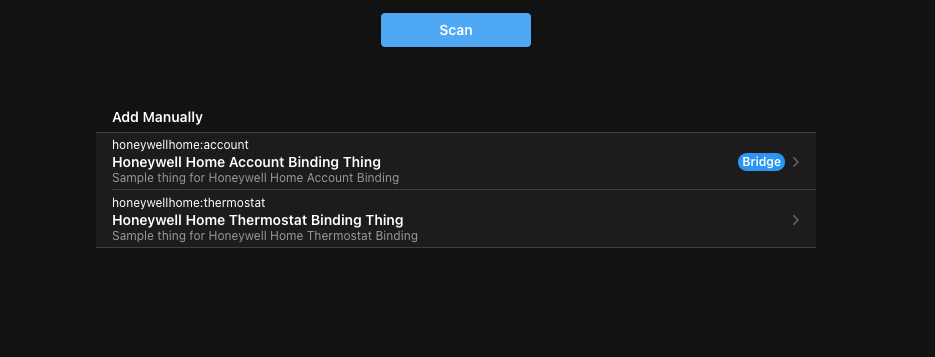 Scan
Add Manually
honeywellhome:account
Honeywell Home Account Binding Thing
Bridge
Sample thing for Honeywell Home Account Binding
honeywellhome:thermostat
Honeywell Home Thermostat Binding Thing
Sample thing for Honeywell Home Thermostat Binding